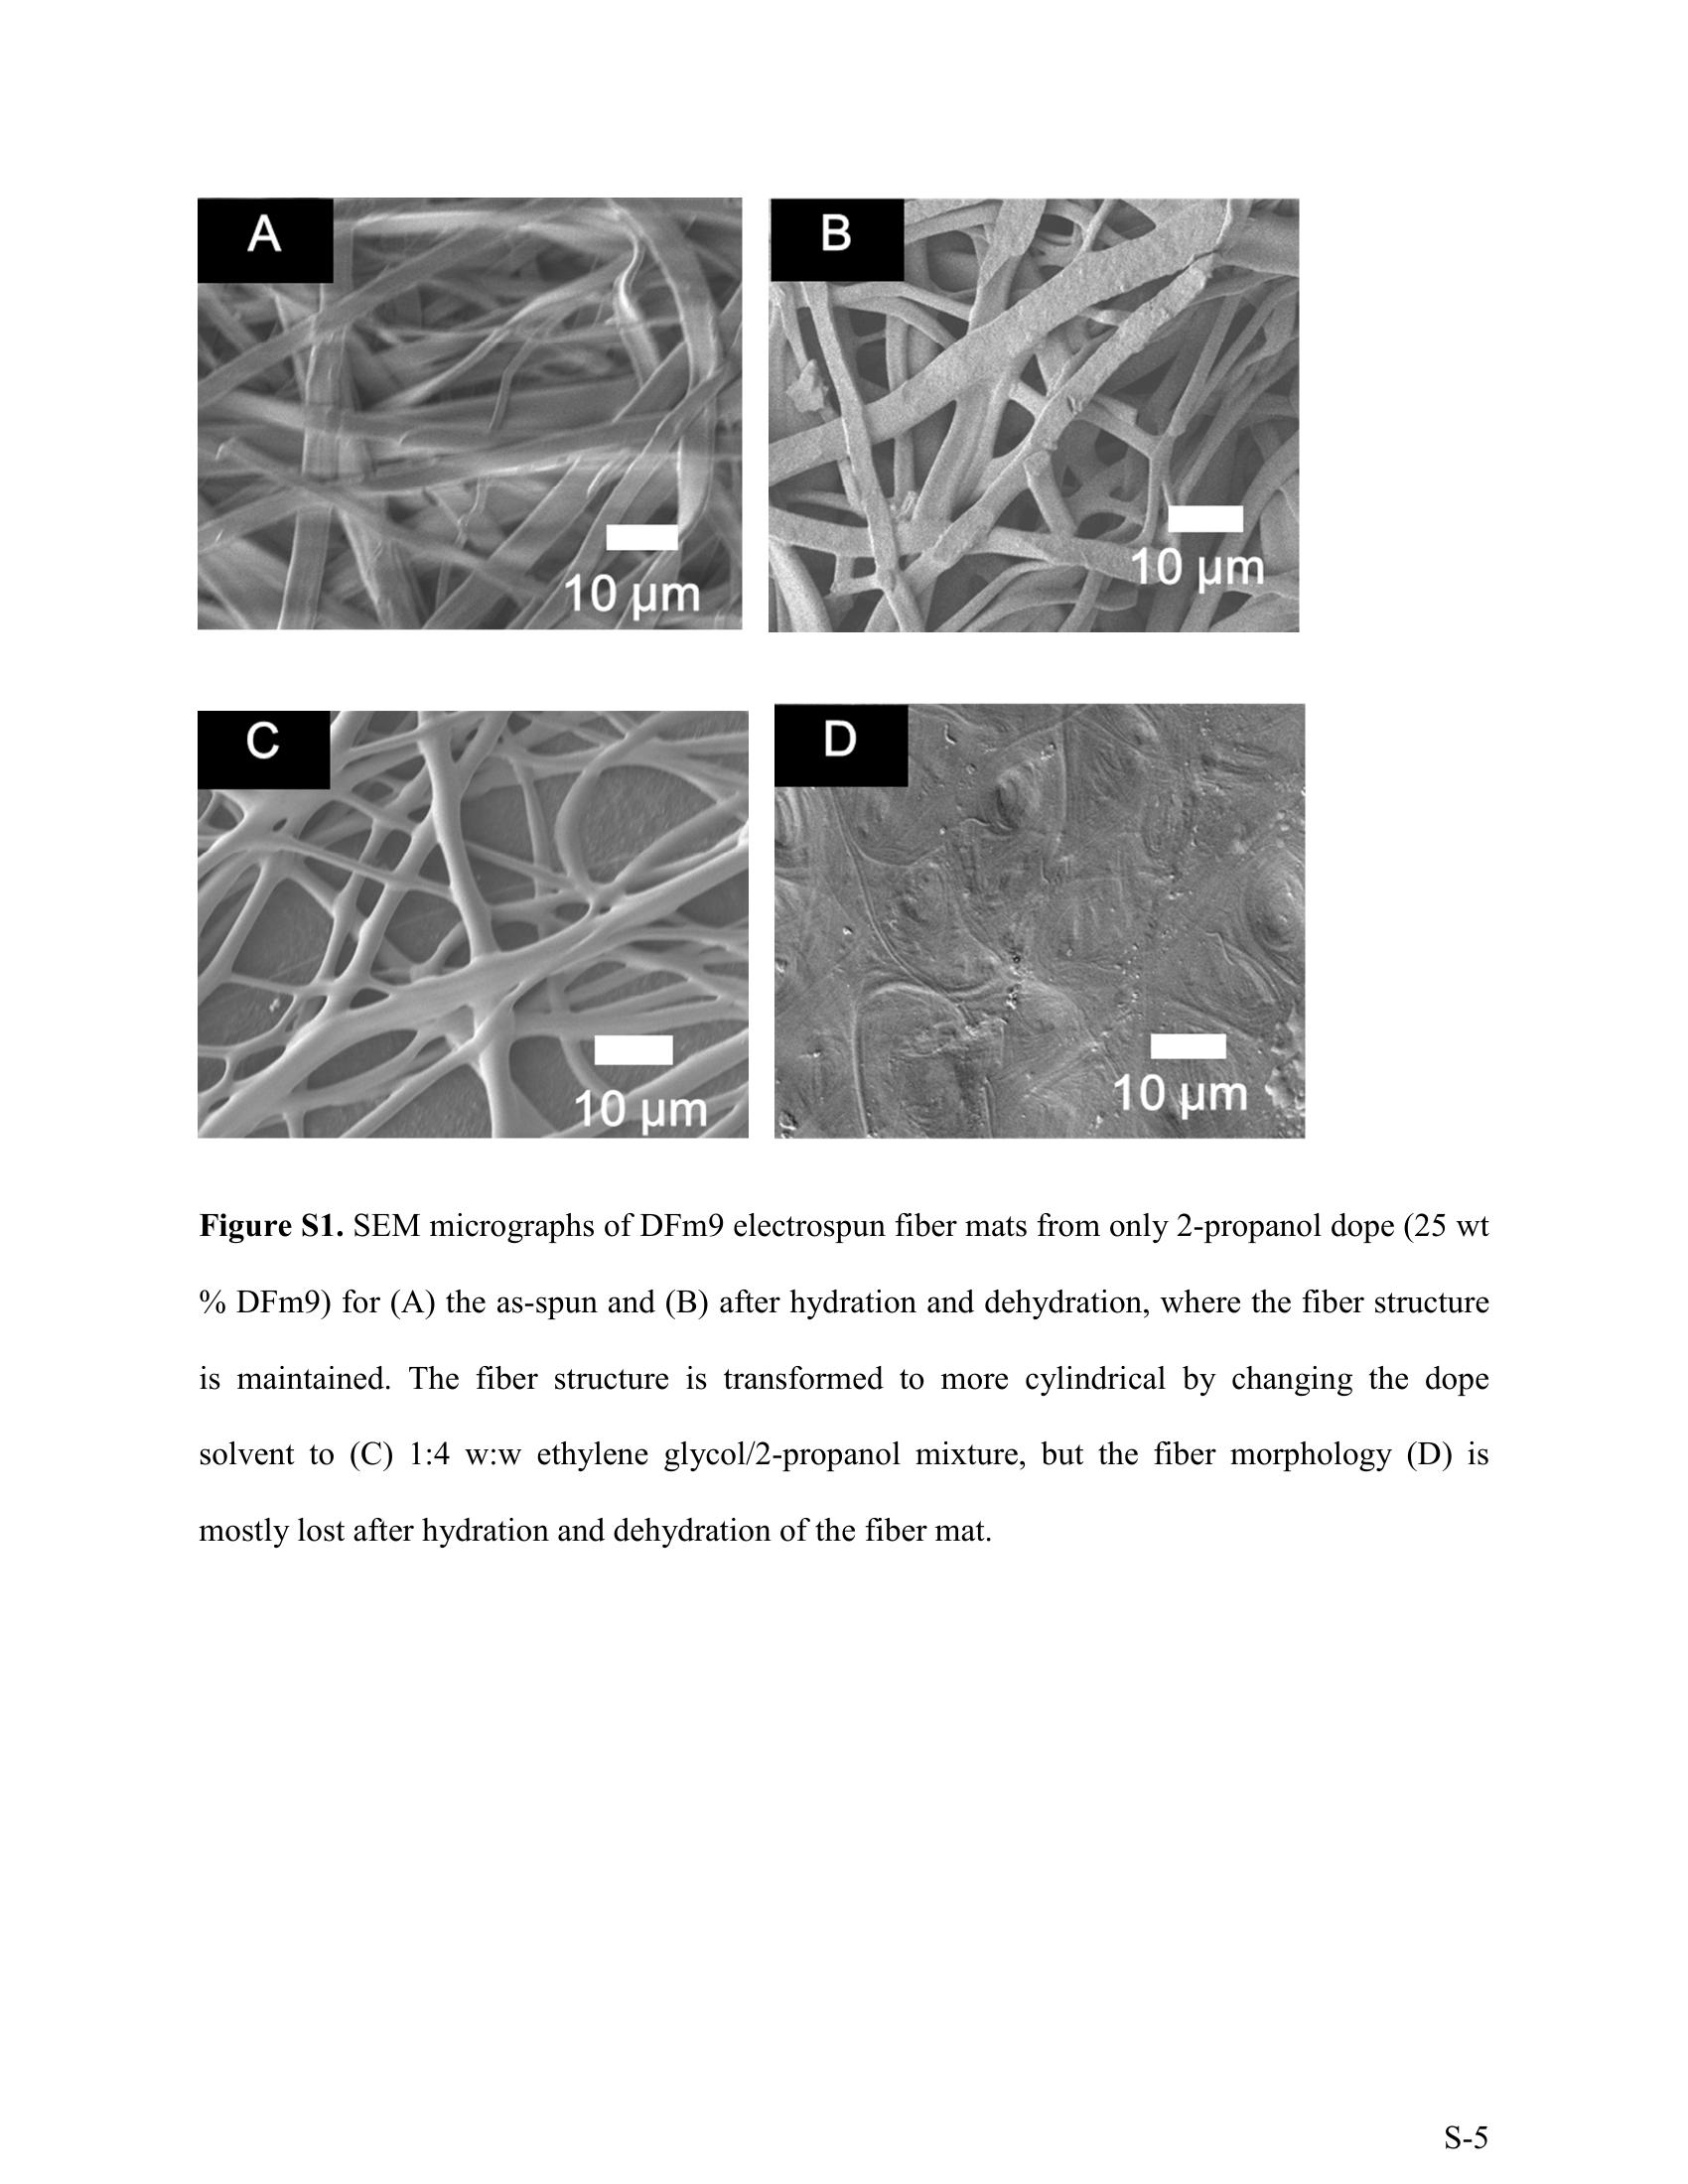 A
B
10 µm
10 µm
C
D
10 µm
10 µm
Figure S1. SEM micrographs of DFm9 electrospun fiber mats from only 2-propanol dope (25 wt
% DFm9) for (A) the as-spun and (B) after hydration and dehydration, where the fiber structure
is maintained. The fiber structure is transformed to more cylindrical by changing the dope
solvent to (C) 1:4 w:w ethylene glycol/2-propanol mixture, but the fiber morphology (D) is
mostly lost after hydration and dehydration of the fiber mat.
S-5